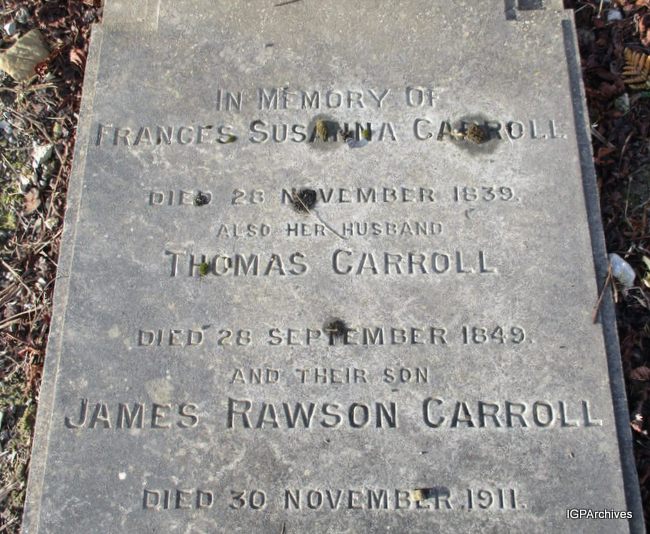 IN MEMORY OF
FRANCES SUSANNA CARROLL
DIED 28 NOVEMBER 1839.
ALSO HER HUSBAND
THOMAS CARROLL
DIED 28 SEPTEMBER 1849.
AND THEIR SON
JAMES RAWSON CARROLL
DIED 30 NOVEMBER 1911.
IGPArchives